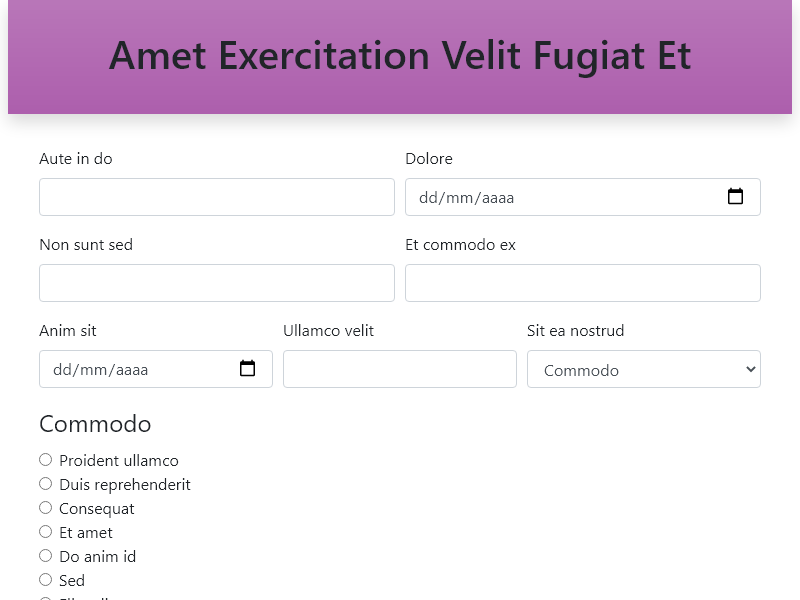 Amet Exercitation Velit Fugiat Et
Aute in do
Dolore
dd/mm/aaaa
Non sunt sed
Et commodo ex
Anim sit
Ullamco velit
Sit ea nostrud
dd/mm/aaaa
Commodo
Commodo
Proident ullamco
Duis reprehenderit
Consequat
Et amet
Do anim id
Sed